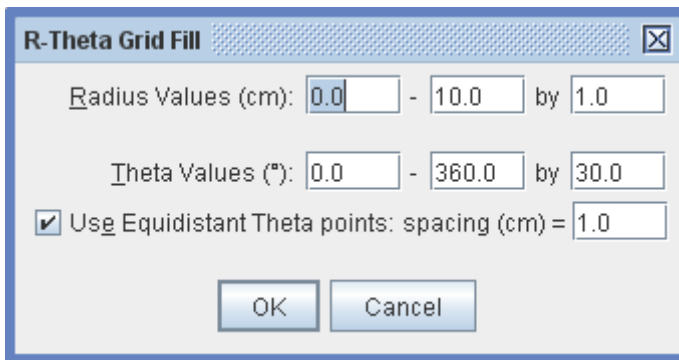 R-Theta Grid Fill
Radius Values (cm): 0.0 - 10.0 by 1.0
Theta Values (°): 0.0 - 360.0 by 30.0
Use Equidistant Theta points: spacing (cm) = 1.0
OK Cancel